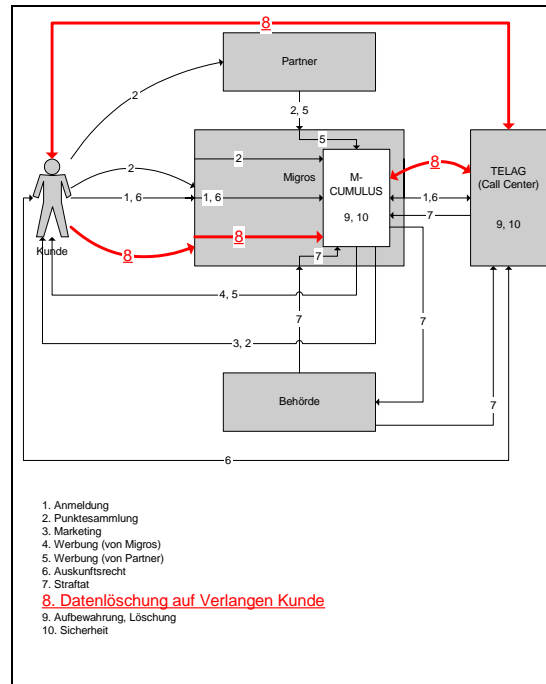 8
Partner
2
2, 5
5
2
2
Migros
M-
CUMULUS
9, 10
8
TELAG
(Call Center)
9, 10
1, 6
1, 6
1,6
7
Kunde
8
8
7
4, 5
7
7
3, 2
Behörde
7
6
1. Anmeldung
2. Punktesammlung
3. Marketing
4. Werbung (von Migros)
5. Werbung (von Partner)
6. Auskunftsrecht
7. Straftat
8. Datenlöschung auf Verlangen Kunde
9. Aufbewahrung, Löschung
10. Sicherheit